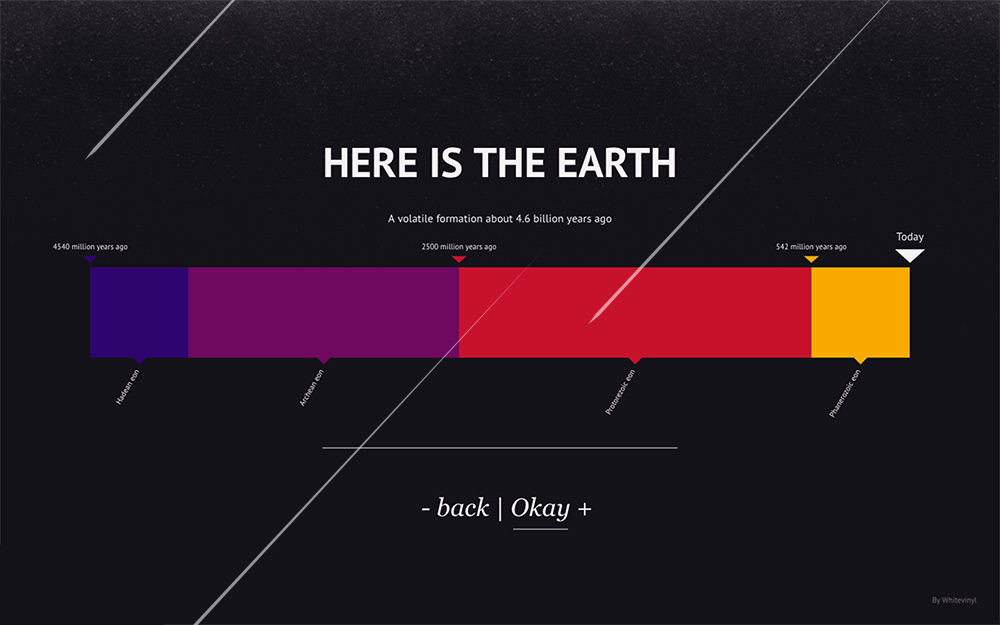 HERE IS THE EARTH
A volatile formation about 4.6 billion years ago
Today
4540 million years ago
2500 million years ago
542 million years ago
Hadean eon
Archean eon
Protorezoic eon
Phanerozoic eon
- back | Okay +
By Whitevinyl